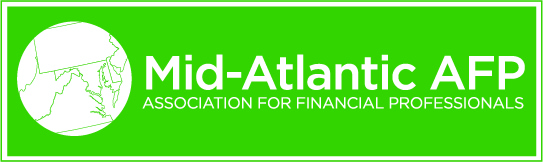 Mid-Atlantic AFP
ASSOCIATION FOR FINANCIAL PROFESSIONALS